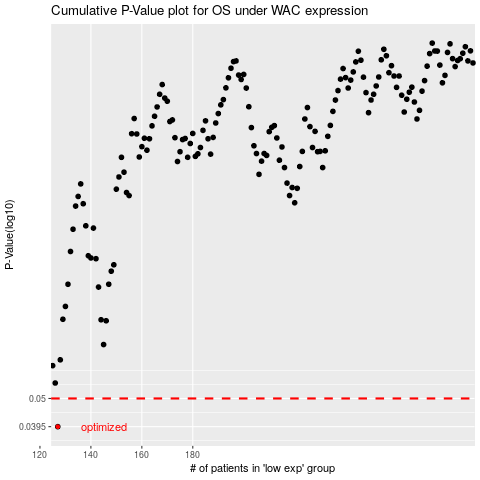 Cumulative P-Value plot for OS under WAC expression
P-Value(log10)
0.05
0.0395
optimized
120 140 160 180
# of patients in 'low exp' group